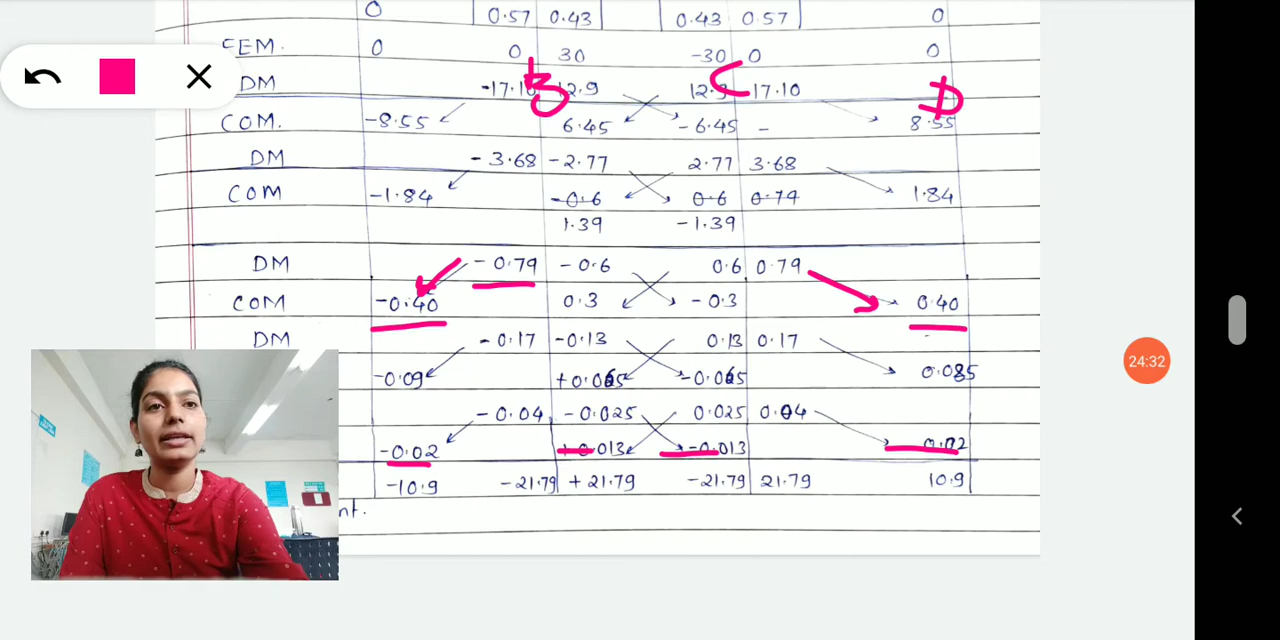 0 0.57 0.43 0.43 0.57 0
FEM. 0 0 30 -30 0 0
B C D
DM -17.10 12.9 12.9 17.10
COM. -8.55 6.45 -6.45 - 8.55
DM -3.68 -2.77 2.77 3.68
COM -1.84 -0.6 0.6 0.79 1.84
1.39 -1.39
DM -0.79 -0.6 0.6 0.79
COM -0.40 0.3 -0.3 0.40
DM -0.17 -0.13 0.13 0.17
-0.09 +0.065 -0.065 0.085
-0.04 -0.025 0.025 0.04
-0.02 +0.013 -0.013 0.02
-10.9 -21.79 +21.79 -21.79 21.79 10.9
nt.
24:32